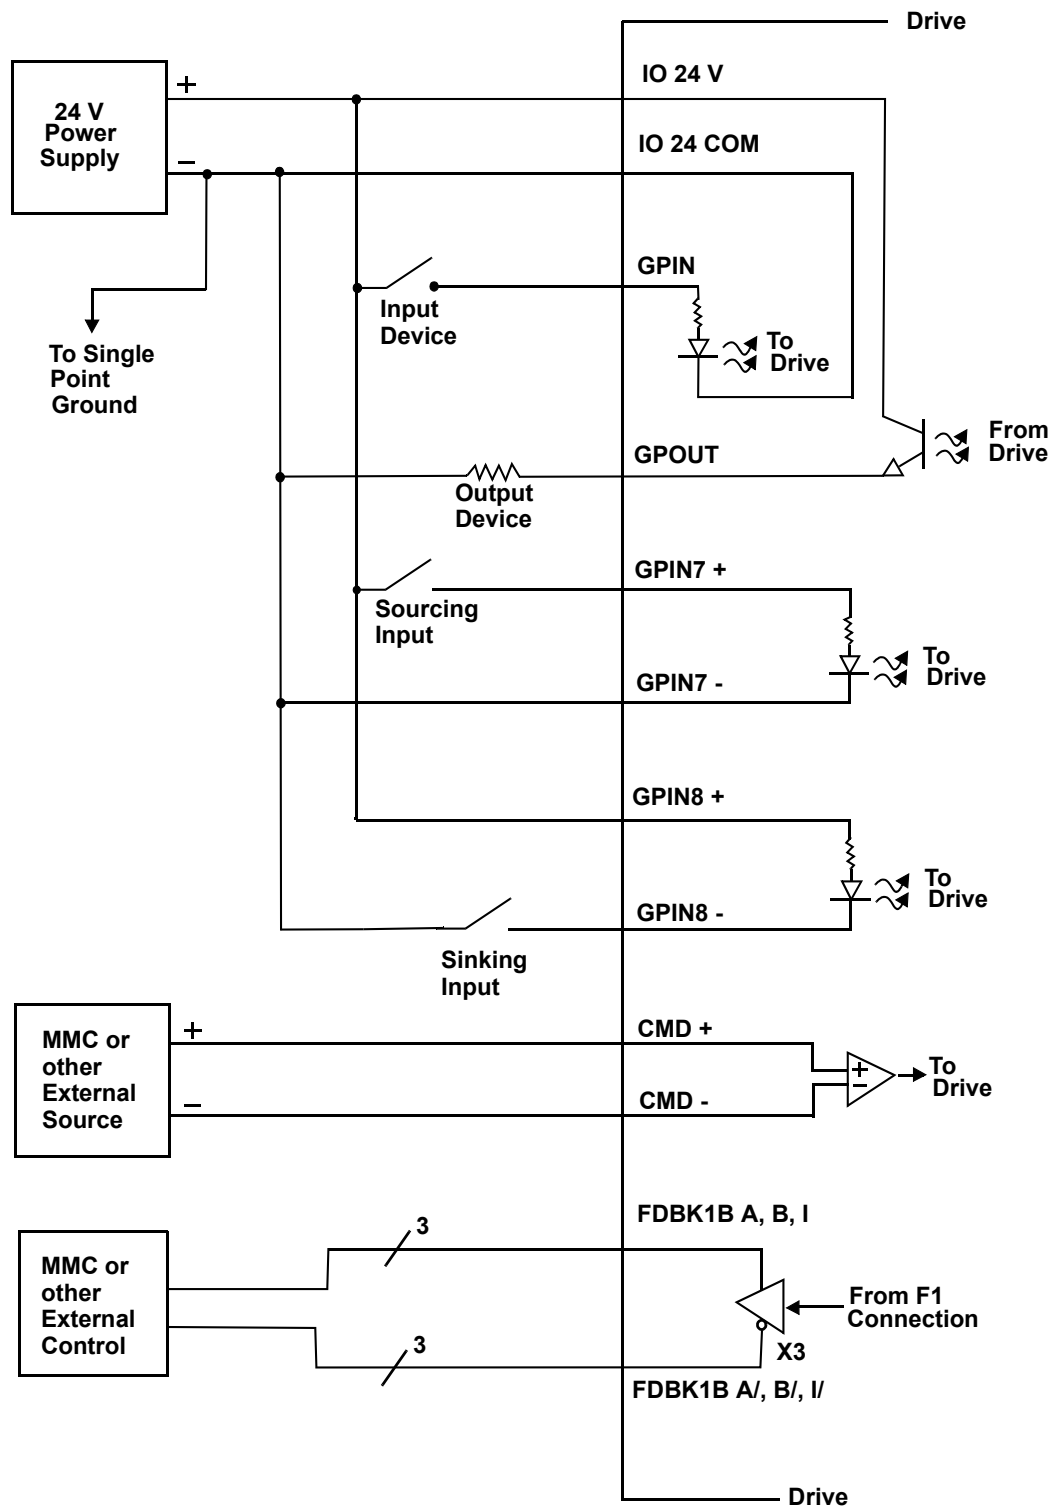 Drive
IO 24 V
+
24 V
Power
Supply
IO 24 COM
−
GPIN
Input
Device
To
Drive
To Single
Point
Ground
From
Drive
GPOUT
Output
Device
GPIN7 +
Sourcing
Input
To
Drive
GPIN7 -
GPIN8 +
To
Drive
GPIN8 -
Sinking
Input
MMC or
other
External
Source
+
−
CMD +
CMD -
+
−
To
Drive
FDBK1B A, B, I
3
MMC or
other
External
Control
From F1
Connection
3
X3
FDBK1B A/, B/, I/
Drive